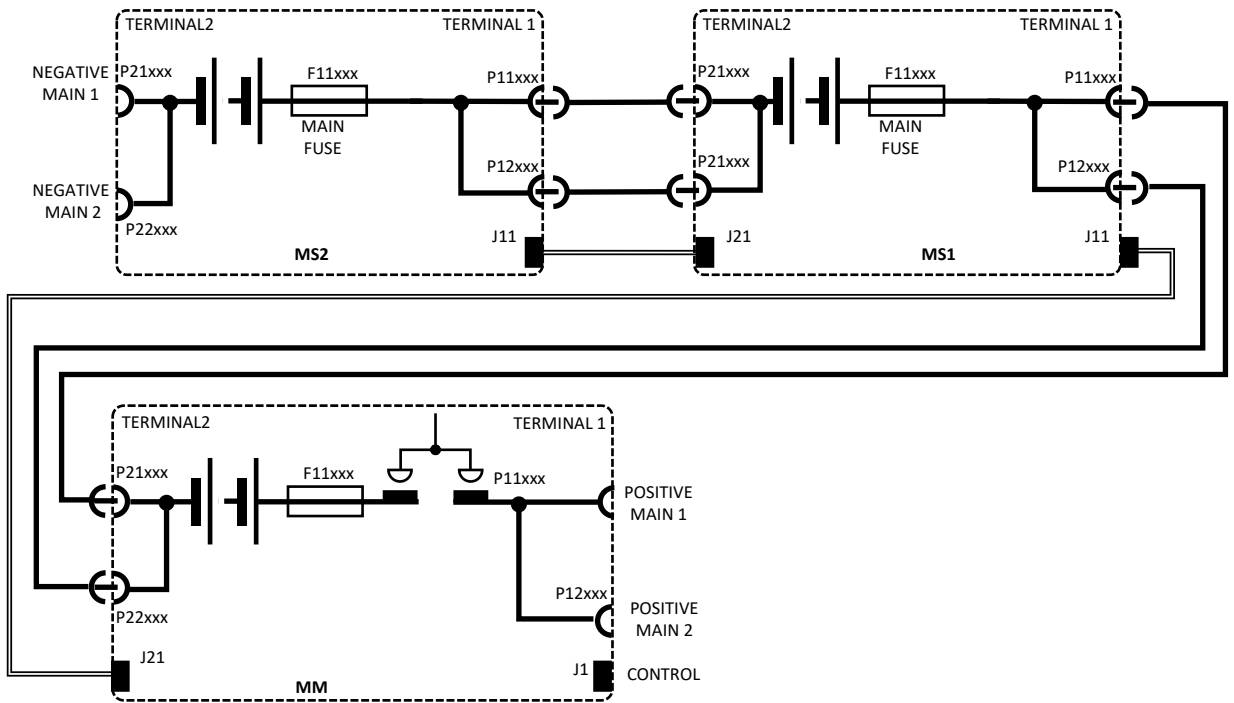 TERMINAL2
TERMINAL 1
TERMINAL2
TERMINAL 1
NEGATIVE
MAIN 1
P21xxx
F11xxx
P11xxx
P21xxx
F11xxx
P11xxx
MAIN
FUSE
MAIN
FUSE
P12xxx
P21xxx
P12xxx
NEGATIVE
MAIN 2
P22xxx
J11
J21
J11
MS2
MS1
TERMINAL2
TERMINAL 1
P21xxx
F11xxx
P11xxx
POSITIVE
MAIN 1
P22xxx
P12xxx
POSITIVE
MAIN 2
J21
J1
CONTROL
MM